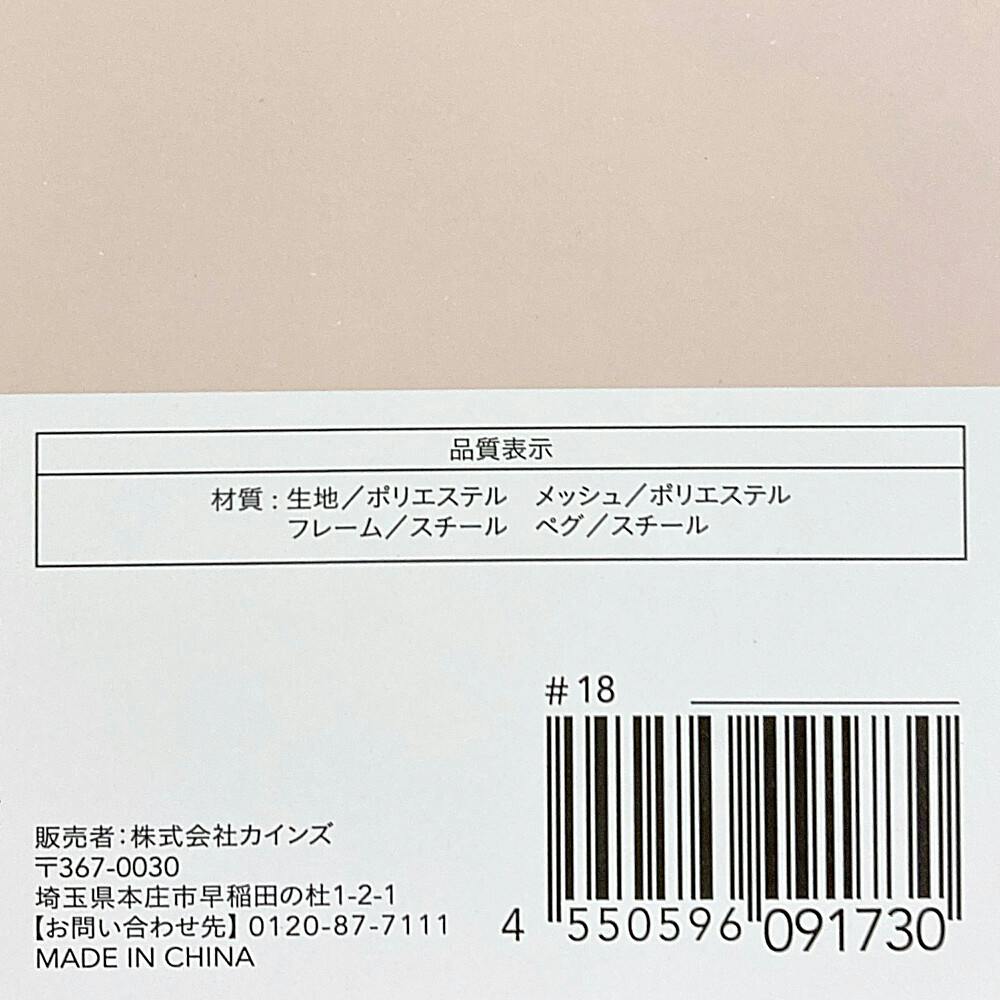 品質表示
材質：生地／ポリエステル　メッシュ／ポリエステル
フレーム／スチール　ペグ／スチール
#18
販売者：株式会社カインズ
〒367-0030
埼玉県本庄市早稲田の杜1-2-1
【お問い合わせ先】0120-87-7111
MADE IN CHINA
4 550596 091730